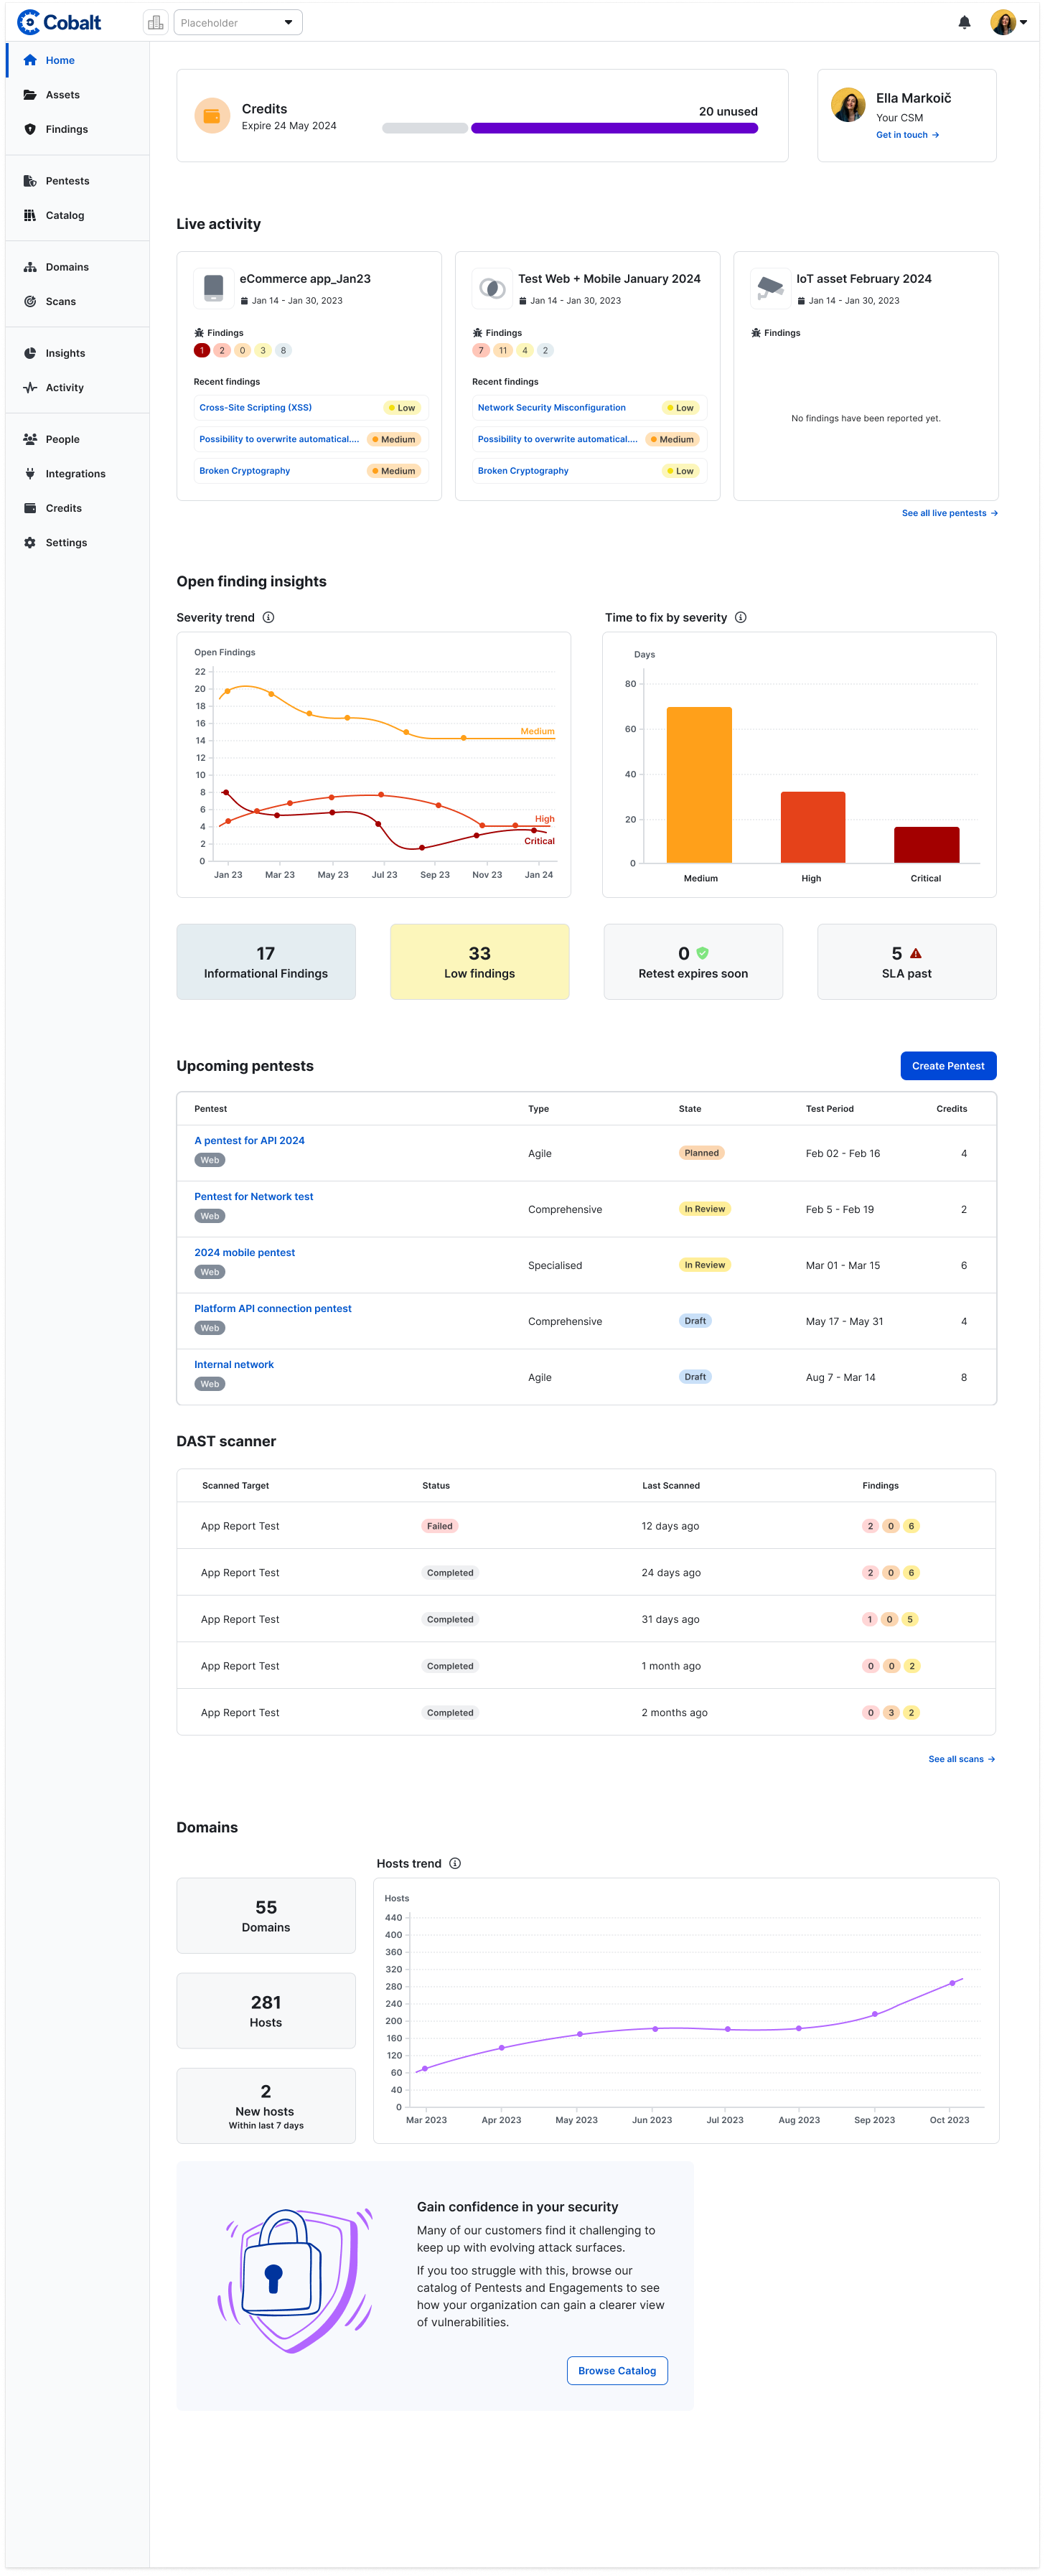 Cobalt
Placeholder
Home
Assets
Findings
Pentests
Catalog
Domains
Scans
Insights
Activity
People
Integrations
Credits
Settings
Credits
Expire 24 May 2024
20 unused
Ella Markoič
Your CSM
Get in touch →
Live activity
eCommerce app_Jan23
Jan 14 - Jan 30, 2023
Findings
1 2 0 3 8
Recent findings
Cross-Site Scripting (XSS) Low
Possibility to overwrite automatical.... Medium
Broken Cryptography Medium
Test Web + Mobile January 2024
Jan 14 - Jan 30, 2023
Findings
7 11 4 2
Recent findings
Network Security Misconfiguration Low
Possibility to overwrite automatical.... Medium
Broken Cryptography Low
IoT asset February 2024
Jan 14 - Jan 30, 2023
Findings
No findings have been reported yet.
See all live pentests →
Open finding insights
Severity trend
Open Findings
22
20
18
16
14
12
10
8
6
4
2
0
Medium
High
Critical
Jan 23 Mar 23 May 23 Jul 23 Sep 23 Nov 23 Jan 24
Time to fix by severity
Days
80
60
40
20
0
Medium High Critical
17
Informational Findings
33
Low findings
0
Retest expires soon
5
SLA past
Upcoming pentests
Create Pentest
Pentest Type State Test Period Credits
A pentest for API 2024
Web
Agile Planned Feb 02 - Feb 16 4
Pentest for Network test
Web
Comprehensive In Review Feb 5 - Feb 19 2
2024 mobile pentest
Web
Specialised In Review Mar 01 - Mar 15 6
Platform API connection pentest
Web
Comprehensive Draft May 17 - May 31 4
Internal network
Web
Agile Draft Aug 7 - Mar 14 8
DAST scanner
Scanned Target Status Last Scanned Findings
App Report Test Failed 12 days ago 2 0 6
App Report Test Completed 24 days ago 2 0 6
App Report Test Completed 31 days ago 1 0 5
App Report Test Completed 1 month ago 0 0 2
App Report Test Completed 2 months ago 0 3 2
See all scans →
Domains
55
Domains
281
Hosts
2
New hosts
Within last 7 days
Hosts trend
Hosts
440
400
360
320
280
240
200
160
120
60
40
0
Mar 2023 Apr 2023 May 2023 Jun 2023 Jul 2023 Aug 2023 Sep 2023 Oct 2023
Gain confidence in your security
Many of our customers find it challenging to
keep up with evolving attack surfaces.
If you too struggle with this, browse our
catalog of Pentests and Engagements to see
how your organization can gain a clearer view
of vulnerabilities.
Browse Catalog